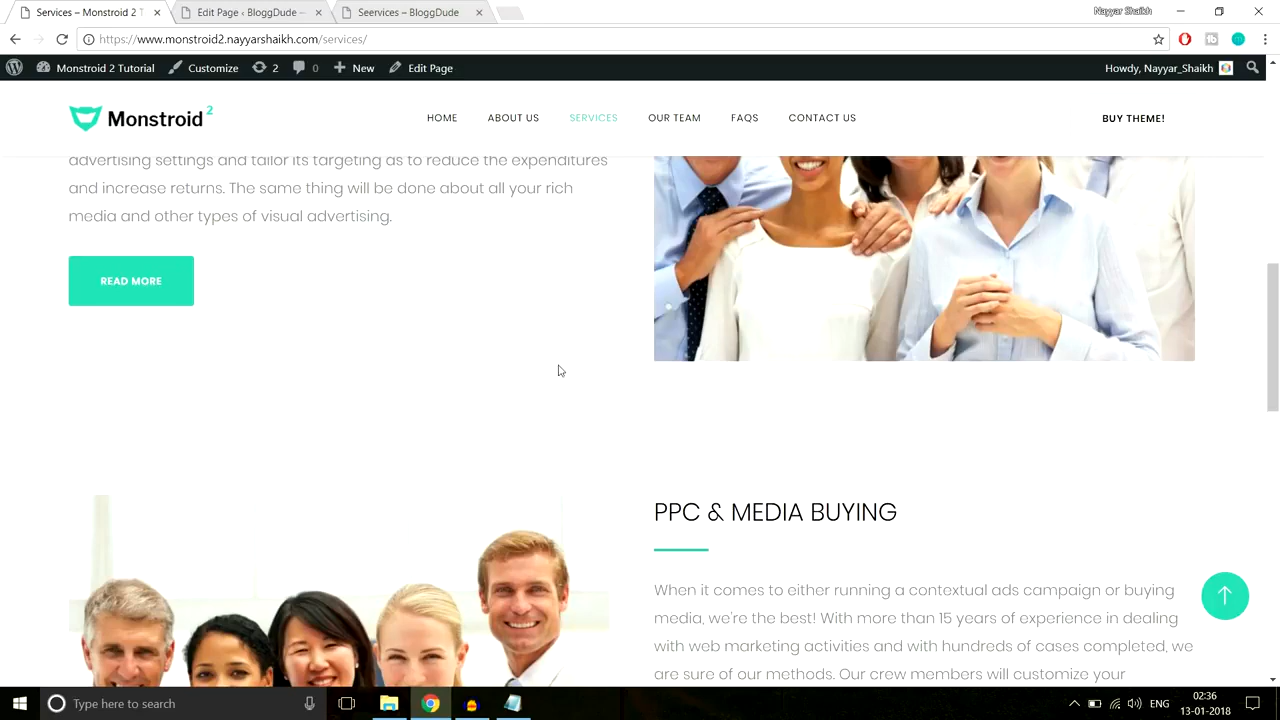 Services – Monstroid 2 T
Edit Page ‹ BloggDude —
Seervices – BloggDude
Nayyar Shaikh
https://www.monstroid2.nayyarshaikh.com/services/
Monstroid 2 Tutorial
Customize
2
0
New
Edit Page
Howdy, Nayyar_Shaikh
Monstroid 2
HOME
ABOUT US
SERVICES
OUR TEAM
FAQS
CONTACT US
BUY THEME!
advertising settings and tailor its targeting as to reduce the expenditures
and increase returns. The same thing will be done about all your rich
media and other types of visual advertising.
READ MORE
PPC & MEDIA BUYING
When it comes to either running a contextual ads campaign or buying
media, we're the best! With more than 15 years of experience in dealing
with web marketing activities and with hundreds of cases completed, we
are sure of our methods. Our crew members will customize your
Type here to search
ENG
02:36
13-01-2018